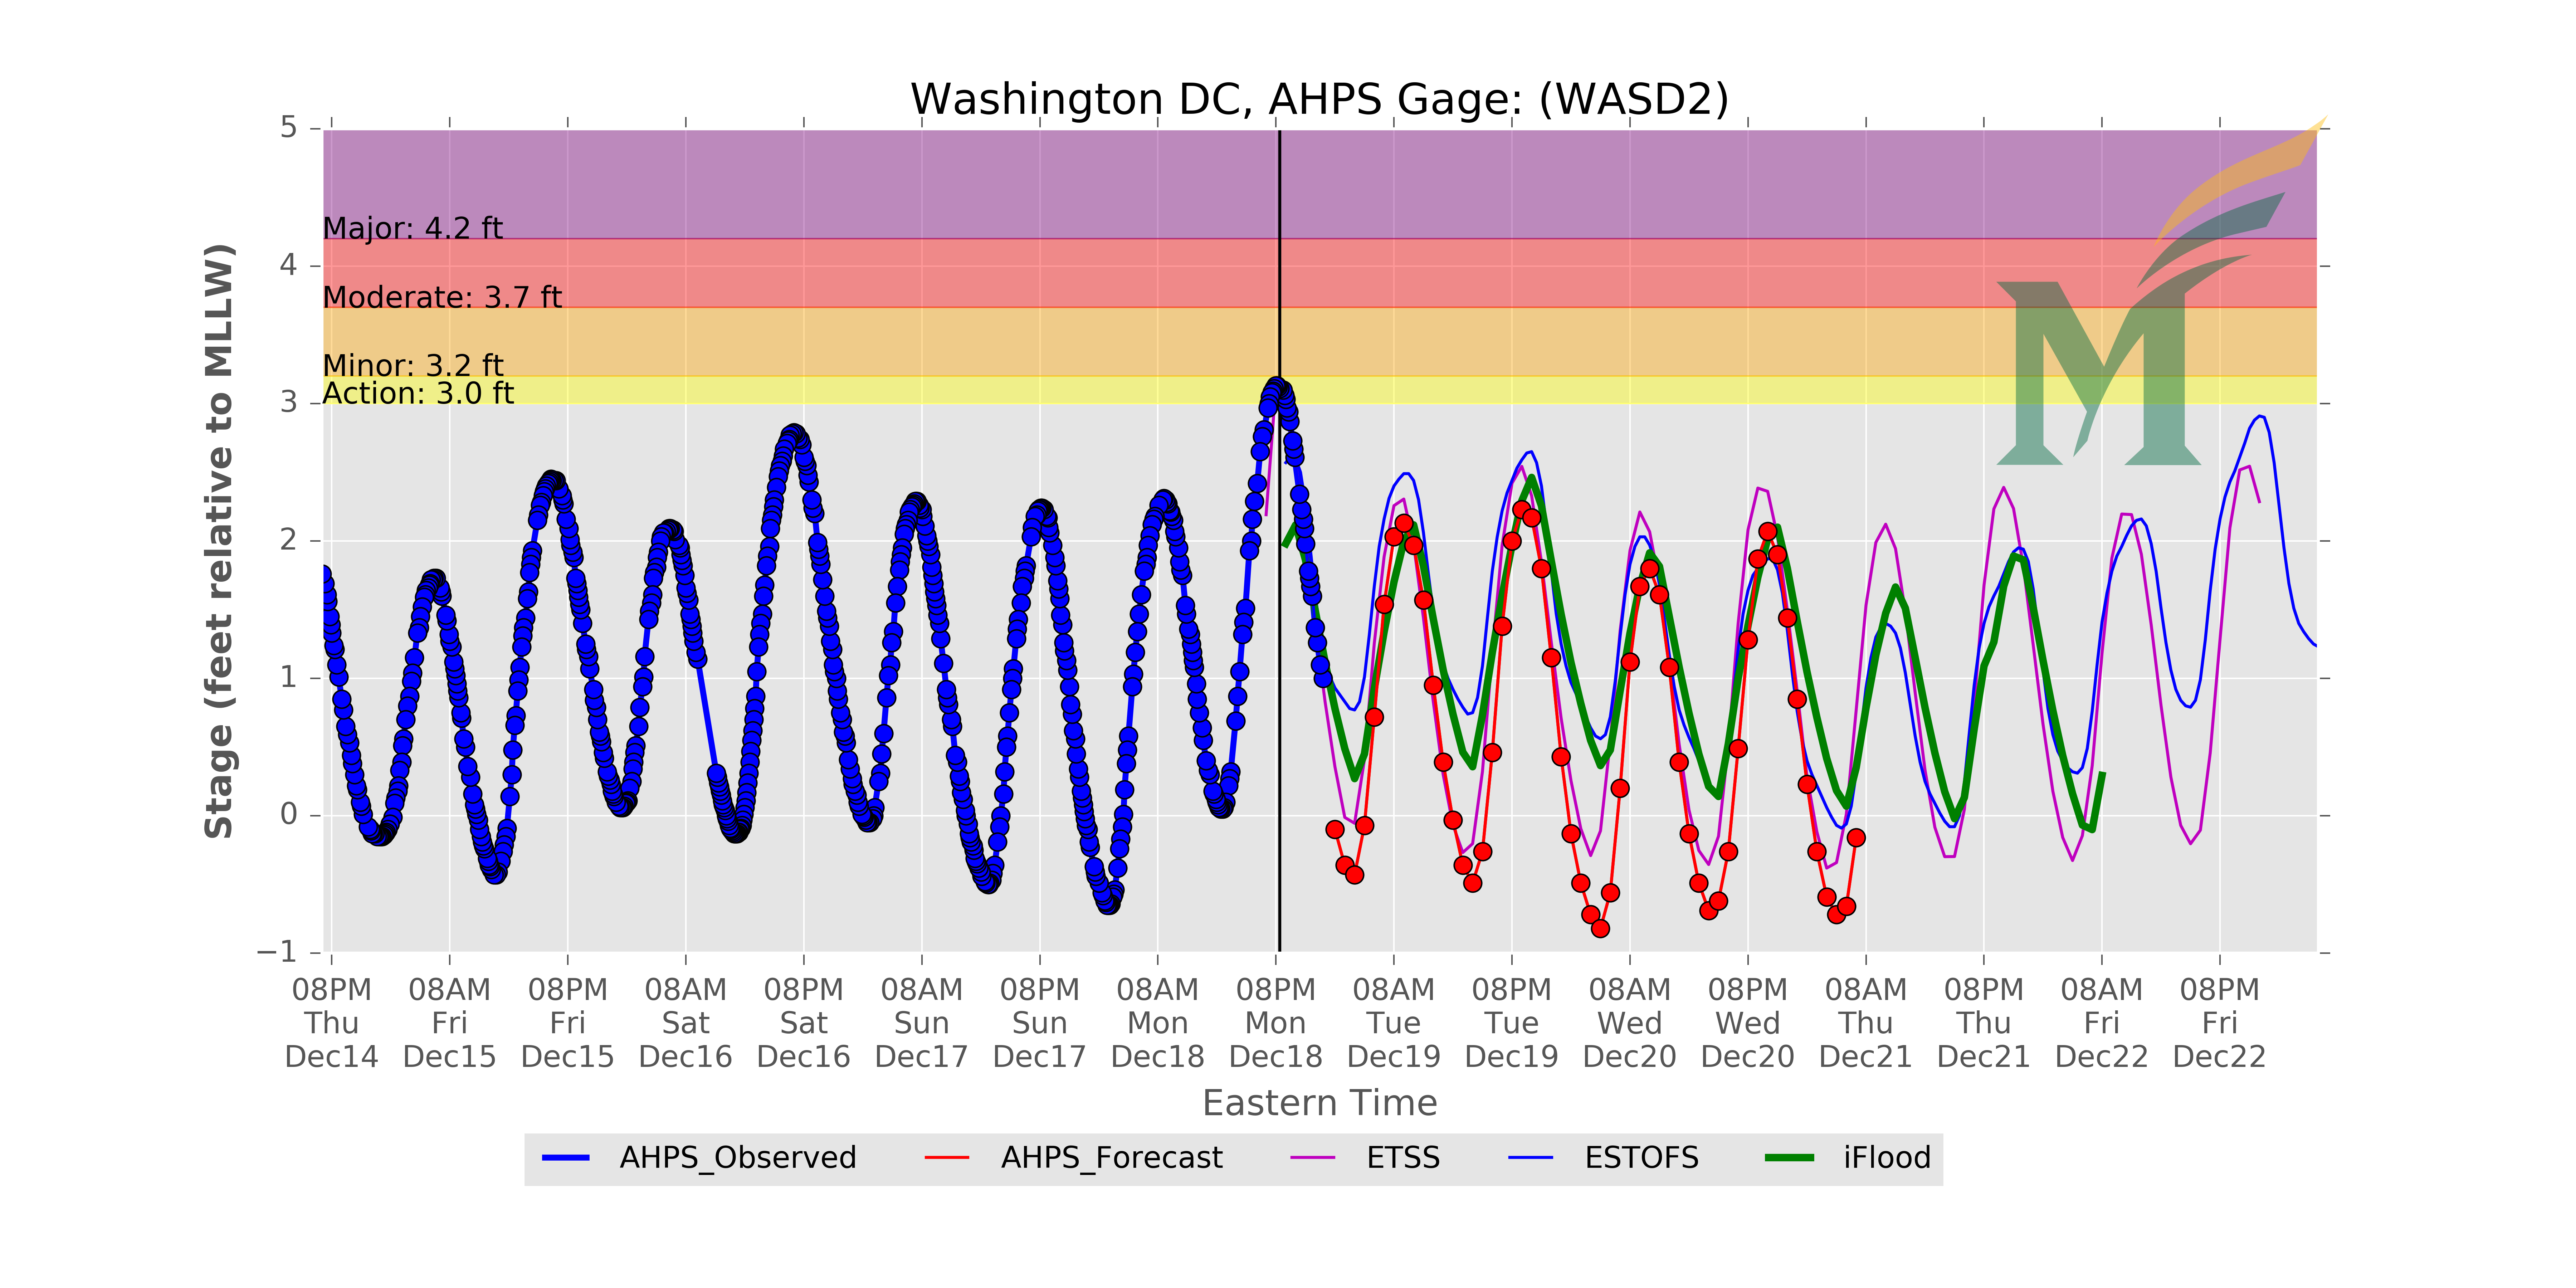 Washington DC, AHPS Gage: (WASD2)
5
Major: 4.2 ft
4
Moderate: 3.7 ft
Minor: 3.2 ft
Action: 3.0 ft
3
2
1
0
−1
Stage (feet relative to MLLW)
08PM 08AM 08PM 08AM 08PM 08AM 08PM 08AM 08PM 08AM 08PM 08AM 08PM 08AM 08PM 08AM 08PM
Thu Fri Fri Sat Sat Sun Sun Mon Mon Tue Tue Wed Wed Thu Thu Fri Fri
Dec14 Dec15 Dec15 Dec16 Dec16 Dec17 Dec17 Dec18 Dec18 Dec19 Dec19 Dec20 Dec20 Dec21 Dec21 Dec22 Dec22
Eastern Time
AHPS_Observed AHPS_Forecast ETSS ESTOFS iFlood
M